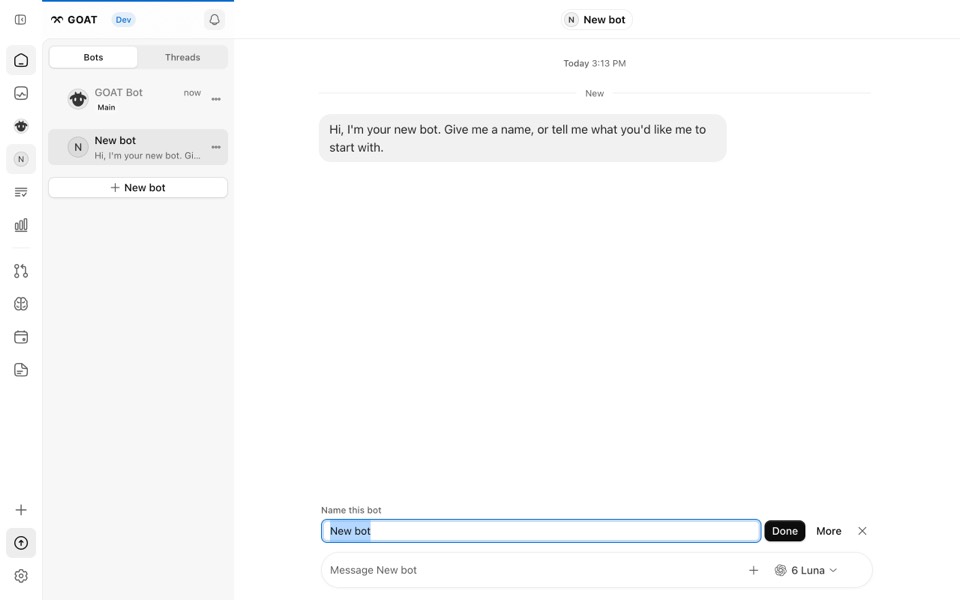 GOAT
Dev
N New bot
Bots
Threads
Today 3:13 PM
GOAT Bot
now
Main
New
Hi, I'm your new bot. Give me a name, or tell me what you'd like me to
start with.
N
New bot
Hi, I'm your new bot. Gi...
N
New bot
Name this bot
New bot
Done
More
Message New bot
6 Luna